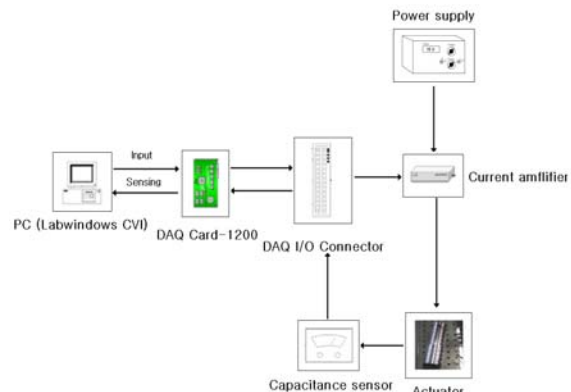 Power supply
Input
Sensing
Current amflifier
PC (Labwindows CVI)
DAQ Card-1200
DAQ I/O Connector
Capacitance sensor
Actuator